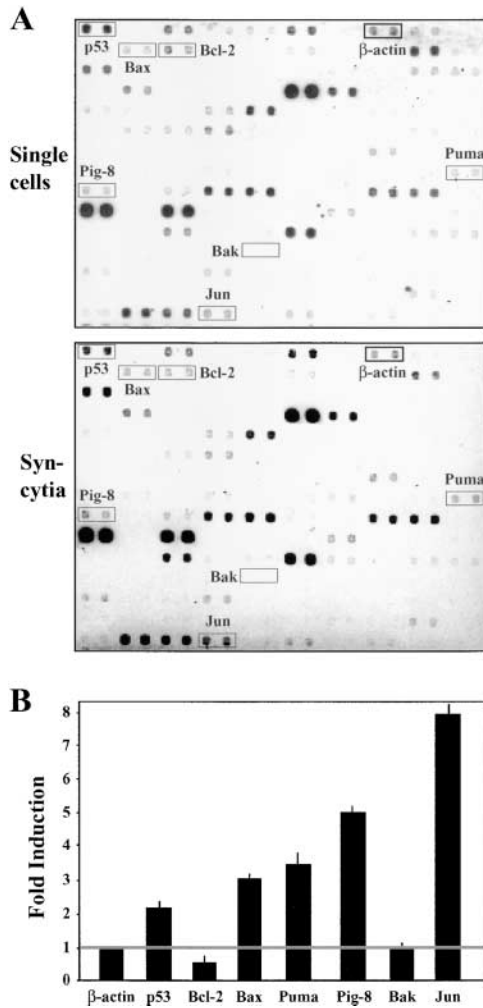 A
p53
Bax
Bcl-2
β-actin
Single
cells
Pig-8
Puma
Bak
Jun
p53
Bax
Bcl-2
β-actin
Syn-
cytia
Pig-8
Puma
Bak
Jun
B
Fold Induction
8
7
6
5
4
3
2
1
0
β-actin p53 Bcl-2 Bax Puma Pig-8 Bak Jun